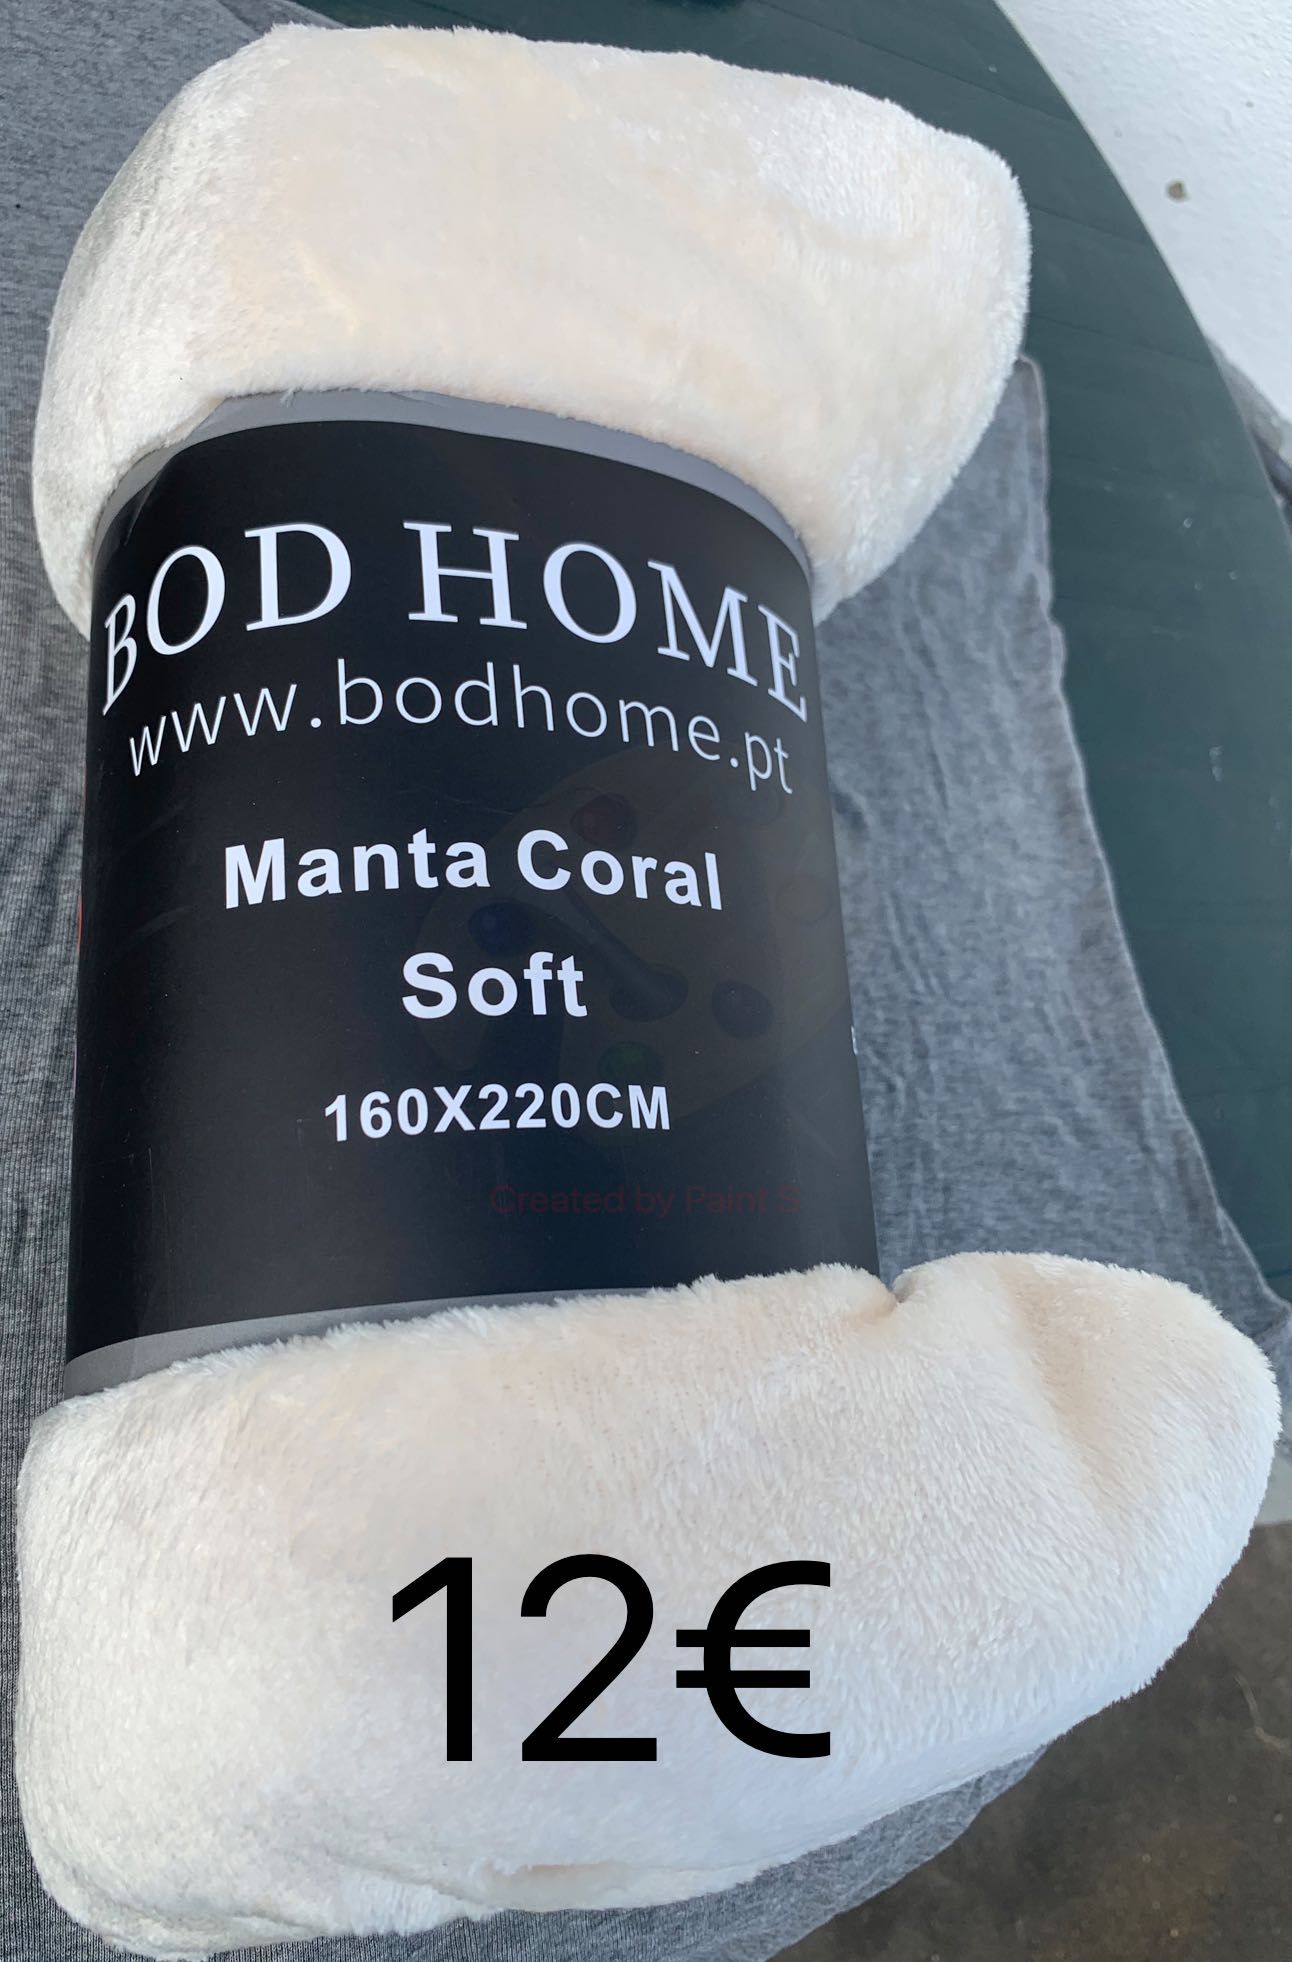 BOD HOME
www.bodhome.pt
Manta Coral
Soft
160X220CM
Created by Paint S
12€